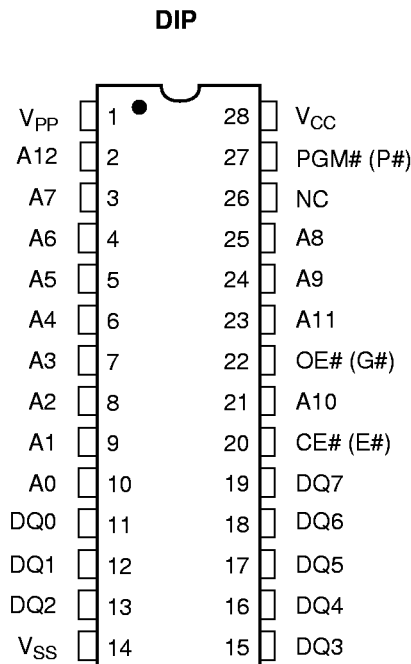 DIP
VPP 1 28 VCC
A12 2 27 PGM# (P#)
A7 3 26 NC
A6 4 25 A8
A5 5 24 A9
A4 6 23 A11
A3 7 22 OE# (G#)
A2 8 21 A10
A1 9 20 CE# (E#)
A0 10 19 DQ7
DQ0 11 18 DQ6
DQ1 12 17 DQ5
DQ2 13 16 DQ4
VSS 14 15 DQ3